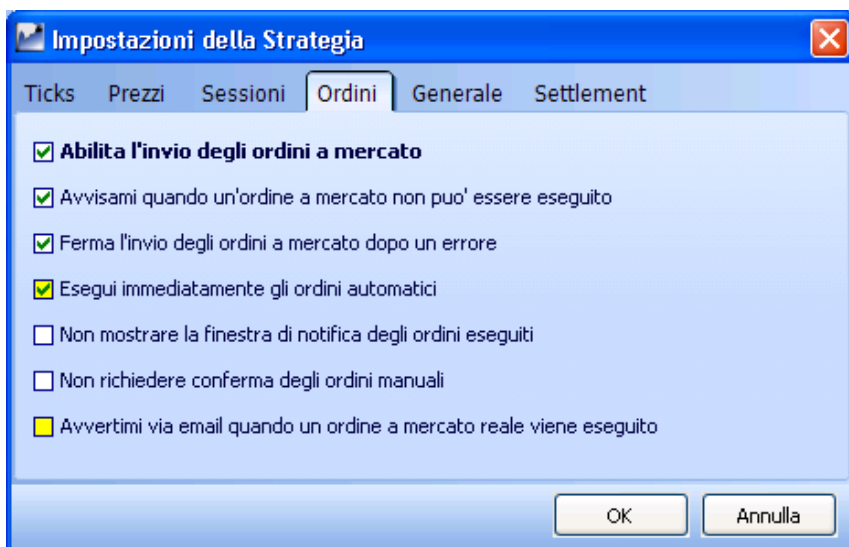 Impostazioni della Strategia
Ticks Prezzi Sessioni Ordini Generale Settlement
Abilita l'invio degli ordini a mercato
Avvisami quando un'ordine a mercato non puo' essere eseguito
Ferma l'invio degli ordini a mercato dopo un errore
Esegui immediatamente gli ordini automatici
Non mostrare la finestra di notifica degli ordini eseguiti
Non richiedere conferma degli ordini manuali
Avvertimi via email quando un ordine a mercato reale viene eseguito
OK Annulla